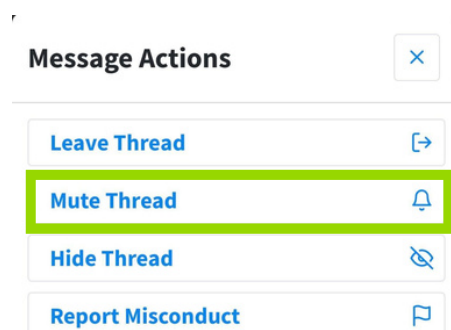 Message Actions
Leave Thread
Mute Thread
Hide Thread
Report Misconduct